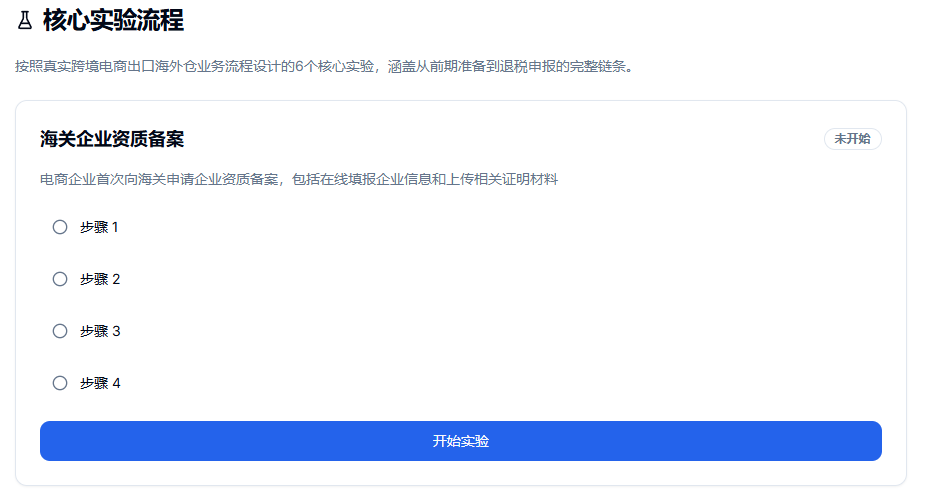 核心实验流程
按照真实跨境电商出口海外仓业务流程设计的6个核心实验，涵盖从前期准备到退税申报的完整链条。
海关企业资质备案
未开始
电商企业首次向海关申请企业资质备案，包括在线填报企业信息和上传相关证明材料
步骤 1
步骤 2
步骤 3
步骤 4
开始实验